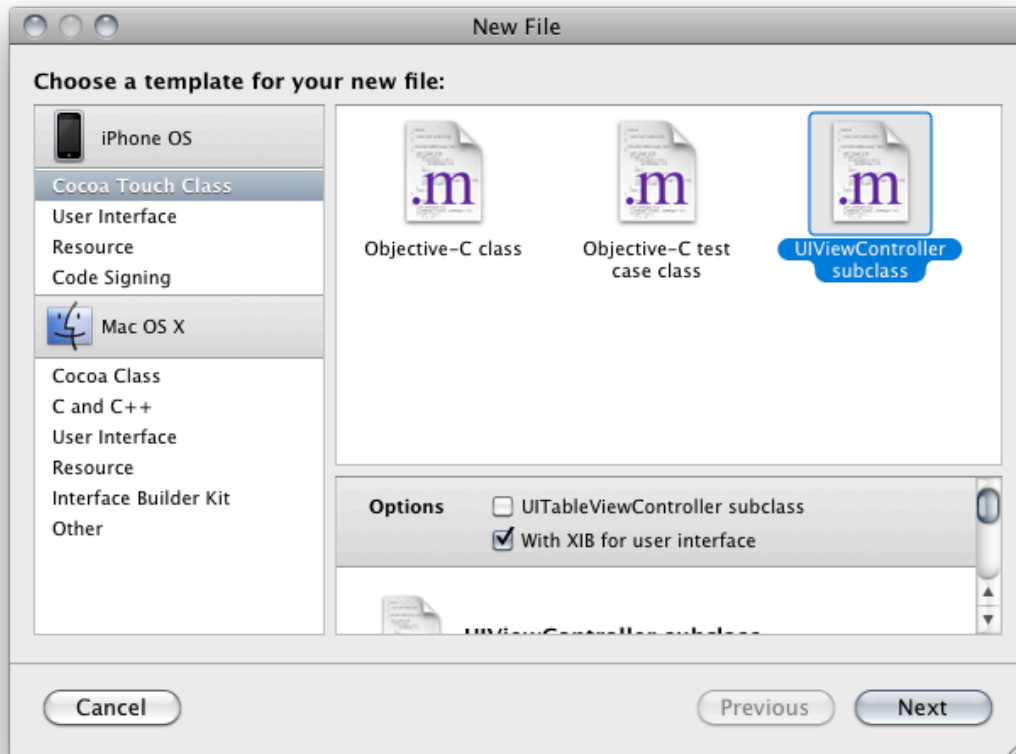 New File
Choose a template for your new file:
iPhone OS
Cocoa Touch Class
User Interface
Resource
Code Signing
Mac OS X
Cocoa Class
C and C++
User Interface
Resource
Interface Builder Kit
Other
.m
.m
.m
Objective-C class
Objective-C test
case class
UIViewController
subclass
Options
UITableViewController subclass
With XIB for user interface
UIViewController subclass
Cancel
Previous
Next